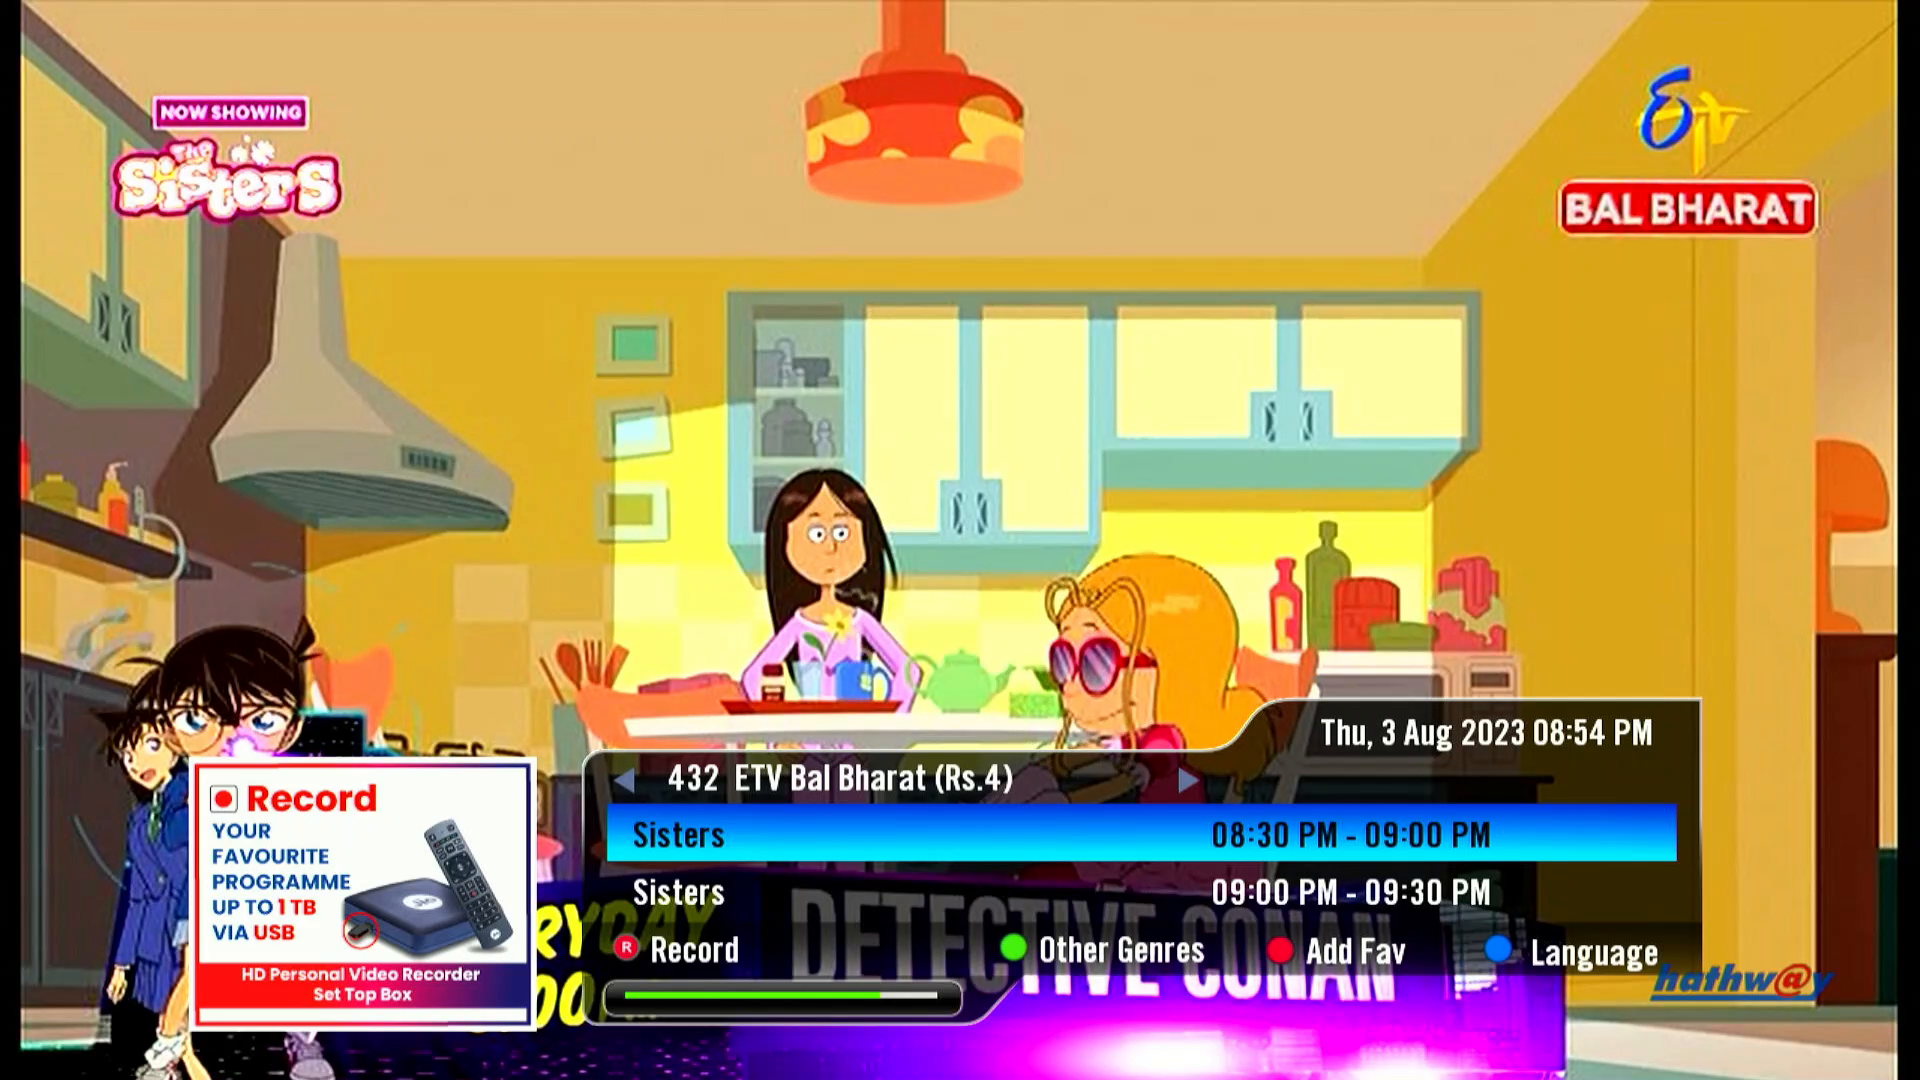 NOW SHOWING
The
Sisters
ETV
BAL BHARAT
Thu, 3 Aug 2023 08:54 PM
432 ETV Bal Bharat (Rs.4)
Sisters 08:30 PM - 09:00 PM
Sisters 09:00 PM - 09:30 PM
R Record Other Genres Add Fav Language
Record
YOUR
FAVOURITE
PROGRAMME
UP TO 1 TB
VIA USB
Jio
HD Personal Video Recorder
Set Top Box
DETECTIVE CONAN
hathw@y